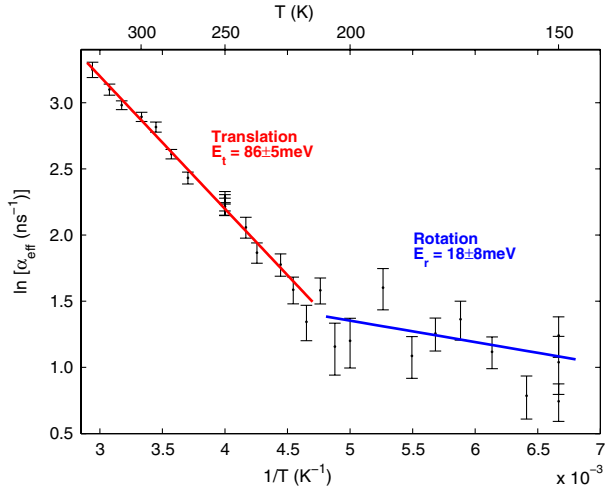 T (K)
300 250 200 150
3.0
2.5
2.0
1.5
1.0
0.5
ln [α_eff (ns⁻¹)]
Translation
E_t = 86±5meV
Rotation
E_r = 18±8meV
3 3.5 4 4.5 5 5.5 6 6.5 7
1/T (K⁻¹)
x 10⁻³